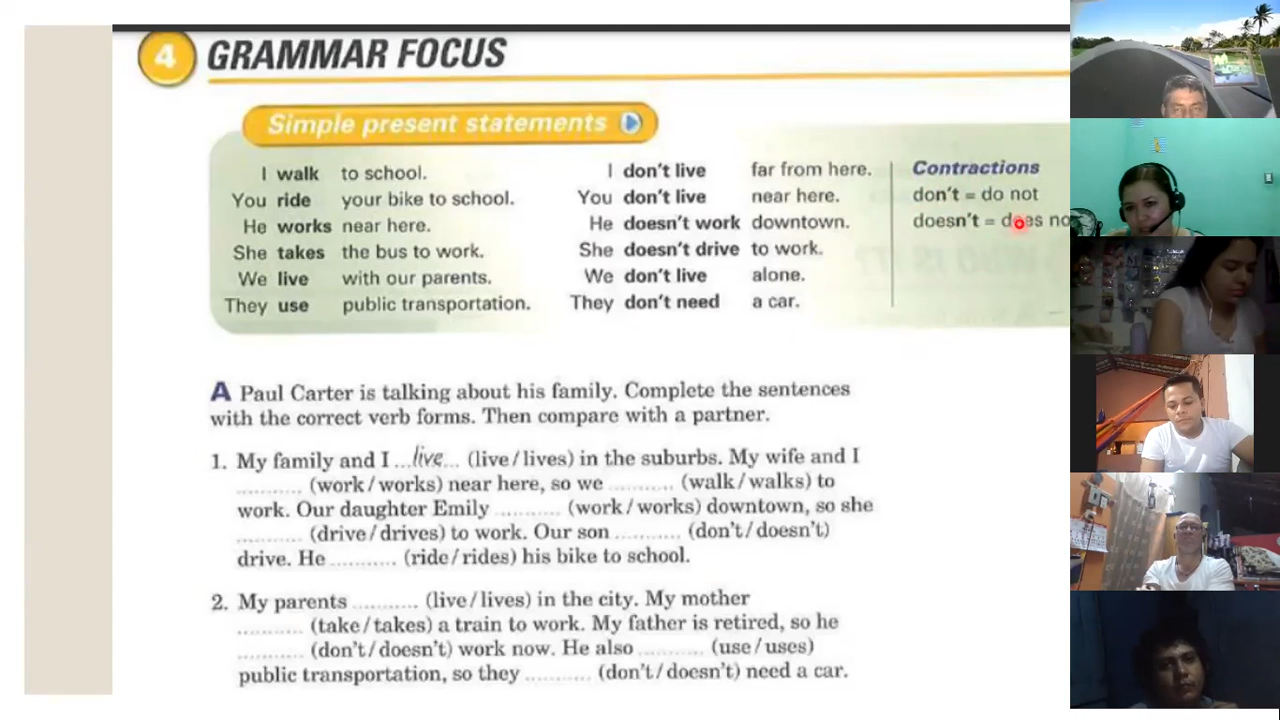 4 GRAMMAR FOCUS
Simple present statements
I walk to school.
You ride your bike to school.
He works near here.
She takes the bus to work.
We live with our parents.
They use public transportation.
I don't live far from here.
You don't live near here.
He doesn't work downtown.
She doesn't drive to work.
We don't live alone.
They don't need a car.
Contractions
don't = do not
doesn't = does no
A Paul Carter is talking about his family. Complete the sentences
with the correct verb forms. Then compare with a partner.
1. My family and I ...live... (live / lives) in the suburbs. My wife and I
.......... (work / works) near here, so we .......... (walk / walks) to
work. Our daughter Emily .......... (work / works) downtown, so she
.......... (drive / drives) to work. Our son .......... (don't / doesn't)
drive. He .......... (ride / rides) his bike to school.
2. My parents .......... (live / lives) in the city. My mother
.......... (take / takes) a train to work. My father is retired, so he
.......... (don't / doesn't) work now. He also .......... (use / uses)
public transportation, so they .......... (don't / doesn't) need a car.